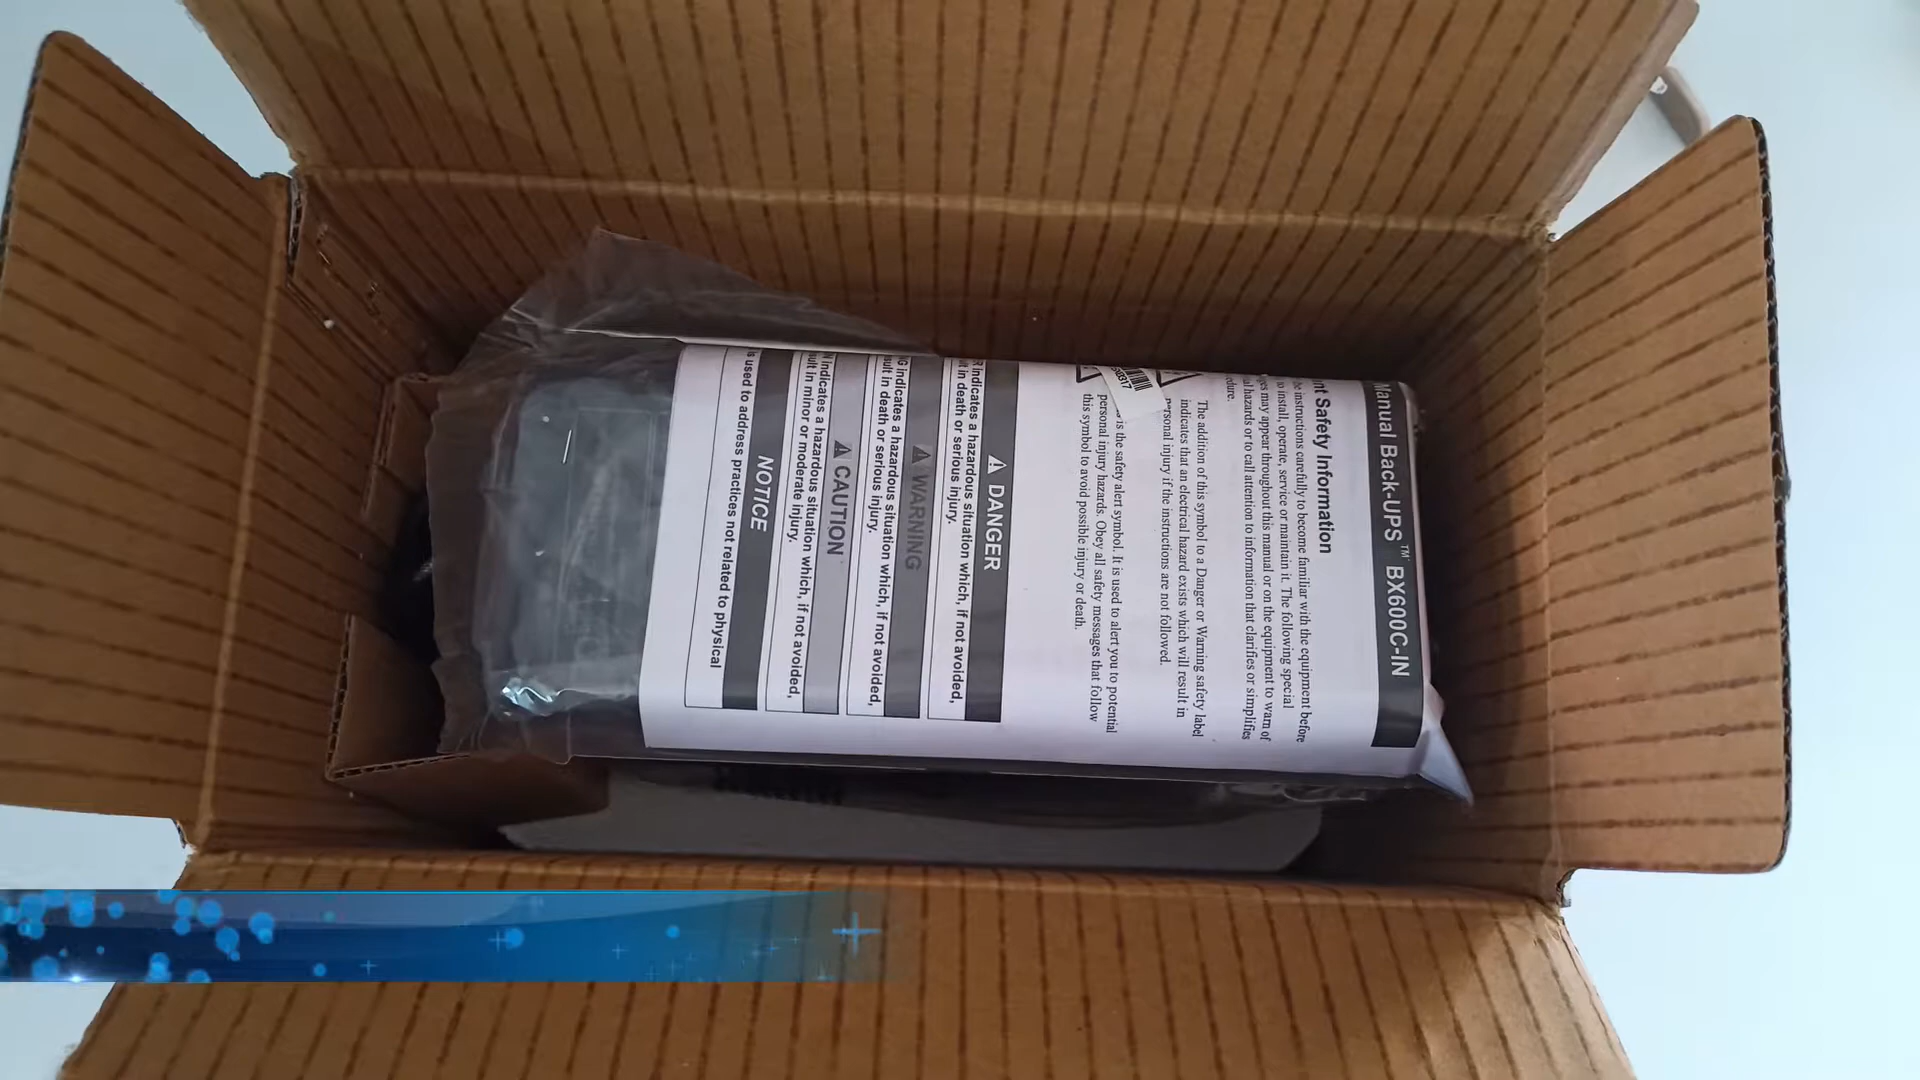 Manual Back-UPS™ BX600C-IN
nt Safety Information
instructions carefully to become familiar with the equipment before
to install, operate, service or maintain it. The following special
may appear throughout this manual or on the equipment to warn of
hazards or to call attention to information that clarifies or simplifies
The addition of this symbol to a Danger or Warning safety label
indicates that an electrical hazard exists which will result in
personal injury if the instructions are not followed.
is the safety alert symbol. It is used to alert you to potential
personal injury hazards. Obey all safety messages that follow
this symbol to avoid possible injury or death.
DANGER
indicates a hazardous situation which, if not avoided,
in death or serious injury.
WARNING
indicates a hazardous situation which, if not avoided,
sult in death or serious injury.
CAUTION
indicates a hazardous situation which, if not avoided,
sult in minor or moderate injury.
NOTICE
is used to address practices not related to physical